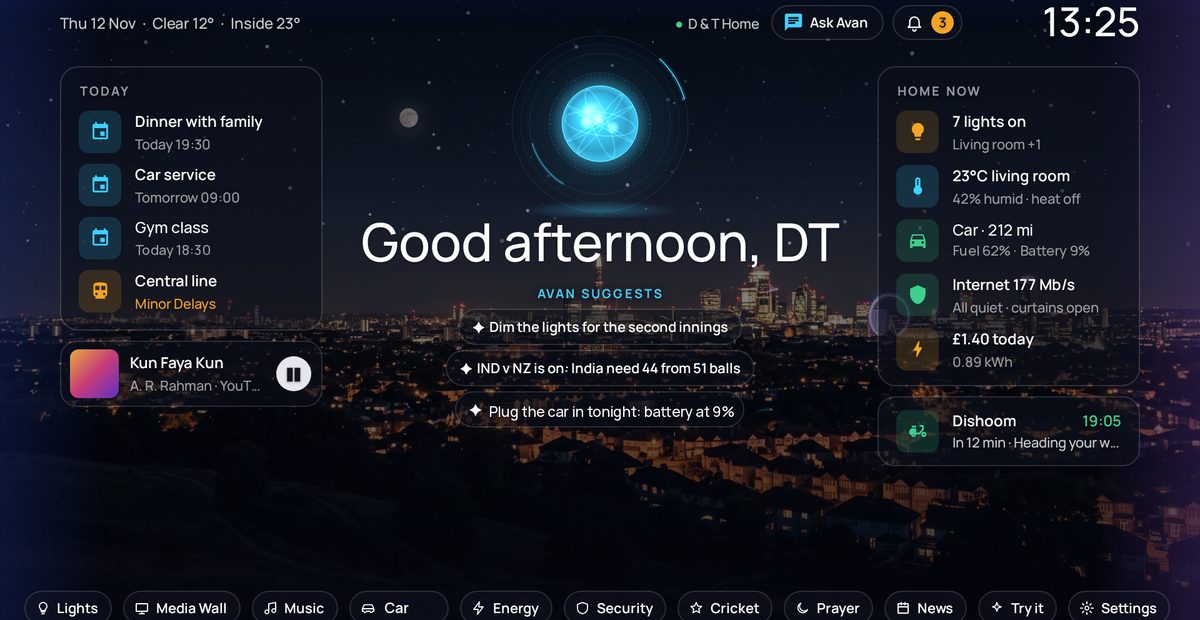 Thu 12 Nov · Clear 12° · Inside 23°
D & T Home
Ask Avan
3
13:25
TODAY
Dinner with family
Today 19:30
Car service
Tomorrow 09:00
Gym class
Today 18:30
Central line
Minor Delays
Kun Faya Kun
A. R. Rahman · YouT…
Good afternoon, DT
AVAN SUGGESTS
Dim the lights for the second innings
IND v NZ is on: India need 44 from 51 balls
Plug the car in tonight: battery at 9%
HOME NOW
7 lights on
Living room +1
23°C living room
42% humid · heat off
Car · 212 mi
Fuel 62% · Battery 9%
Internet 177 Mb/s
All quiet · curtains open
£1.40 today
0.89 kWh
Dishoom
19:05
In 12 min · Heading your w…
Lights
Media Wall
Music
Car
Energy
Security
Cricket
Prayer
News
Try it
Settings